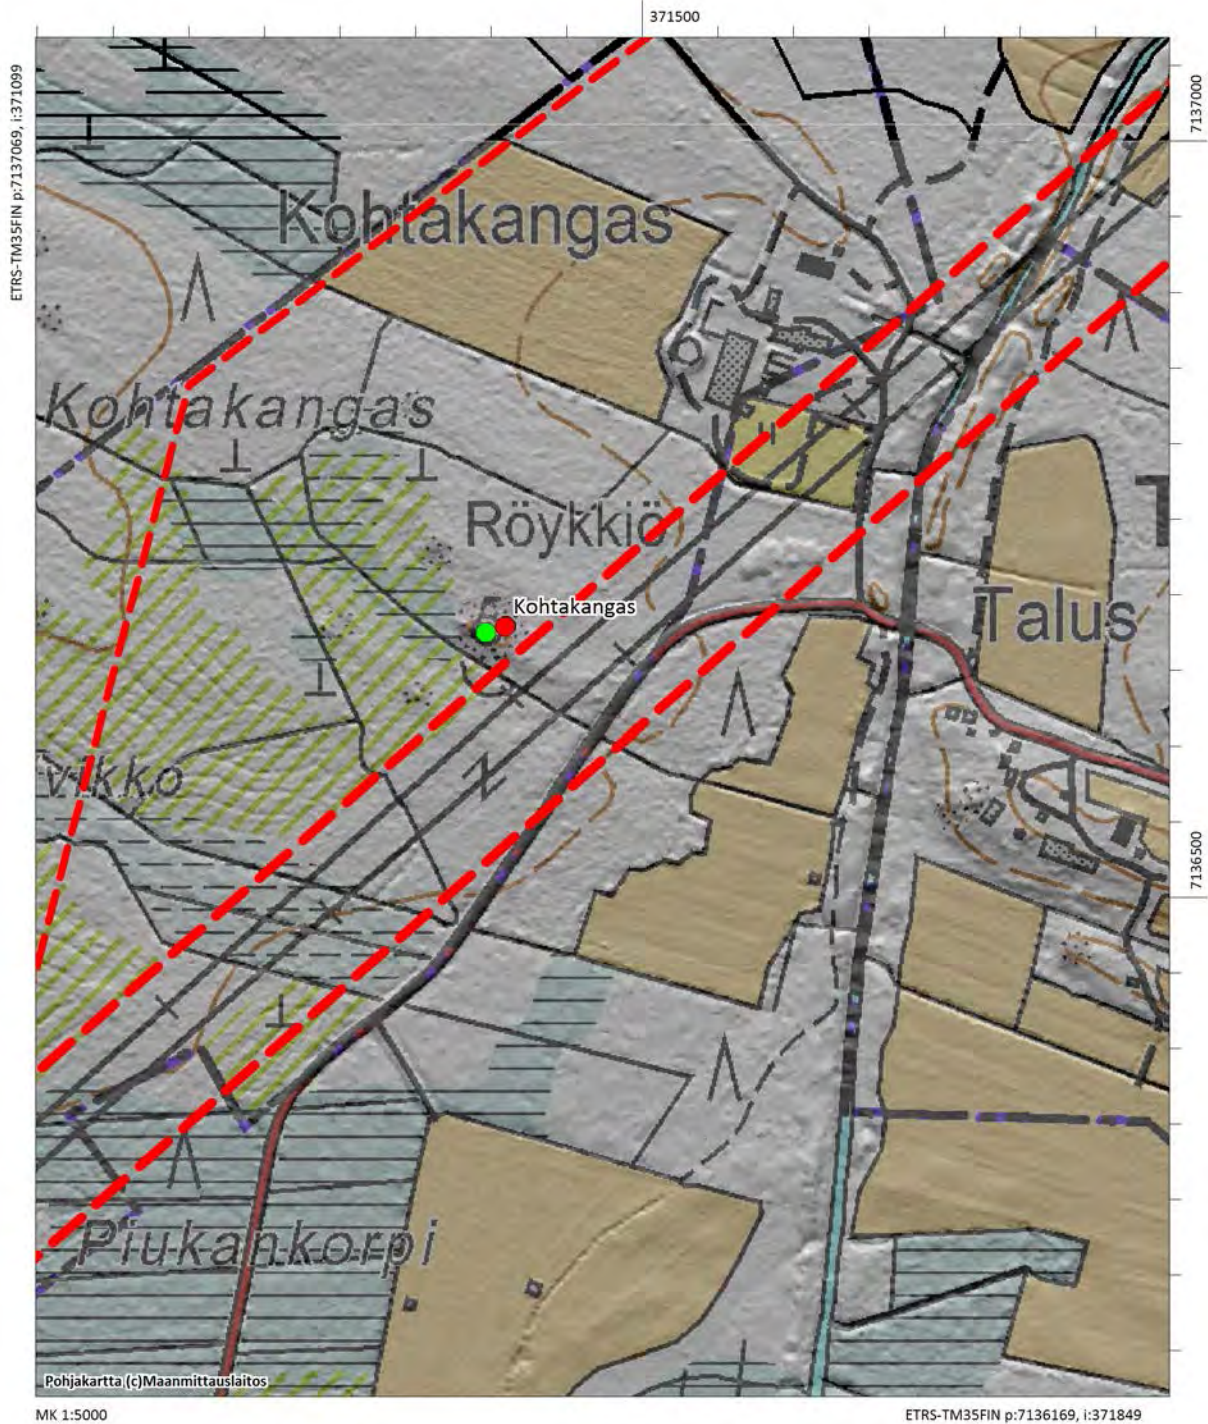 371500
ETRS-TM35FIN p:7137069, i:371099
7137000
Kohtakangas
Kohtakangas
Röykkiö
Kohtakangas
Talus
7136500
Piukankorpi
Pohjakartta (c)Maanmittauslaitos
MK 1:5000
ETRS-TM35FIN p:7136169, i:371849